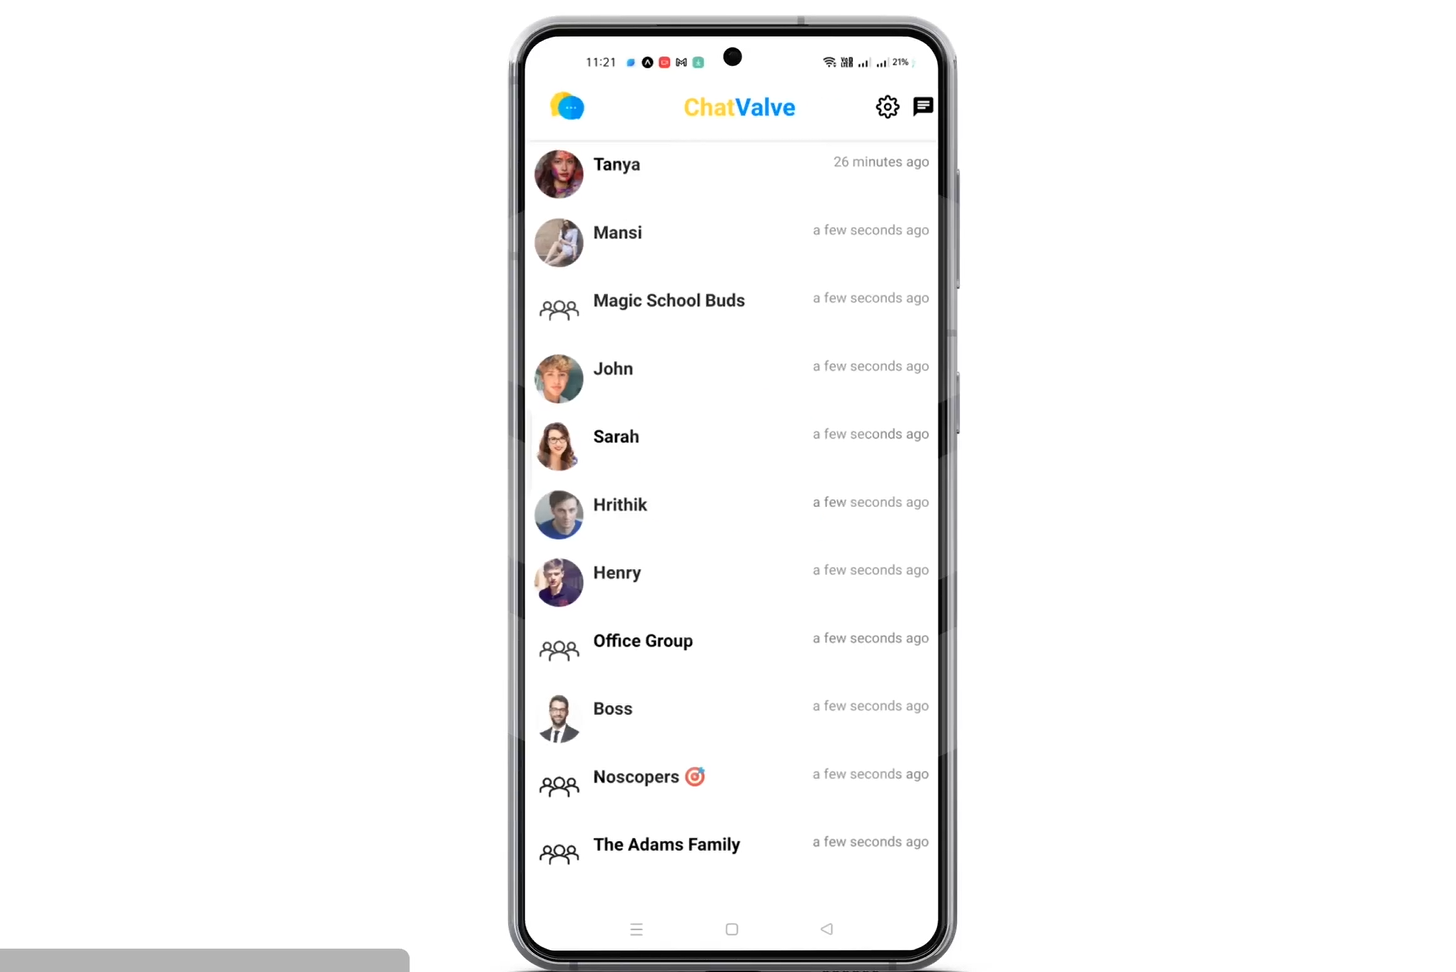 11:21
21%
ChatValve
Tanya
26 minutes ago
Mansi
a few seconds ago
Magic School Buds
a few seconds ago
John
a few seconds ago
Sarah
a few seconds ago
Hrithik
a few seconds ago
Henry
a few seconds ago
Office Group
a few seconds ago
Boss
a few seconds ago
Noscopers 🎯
a few seconds ago
The Adams Family
a few seconds ago